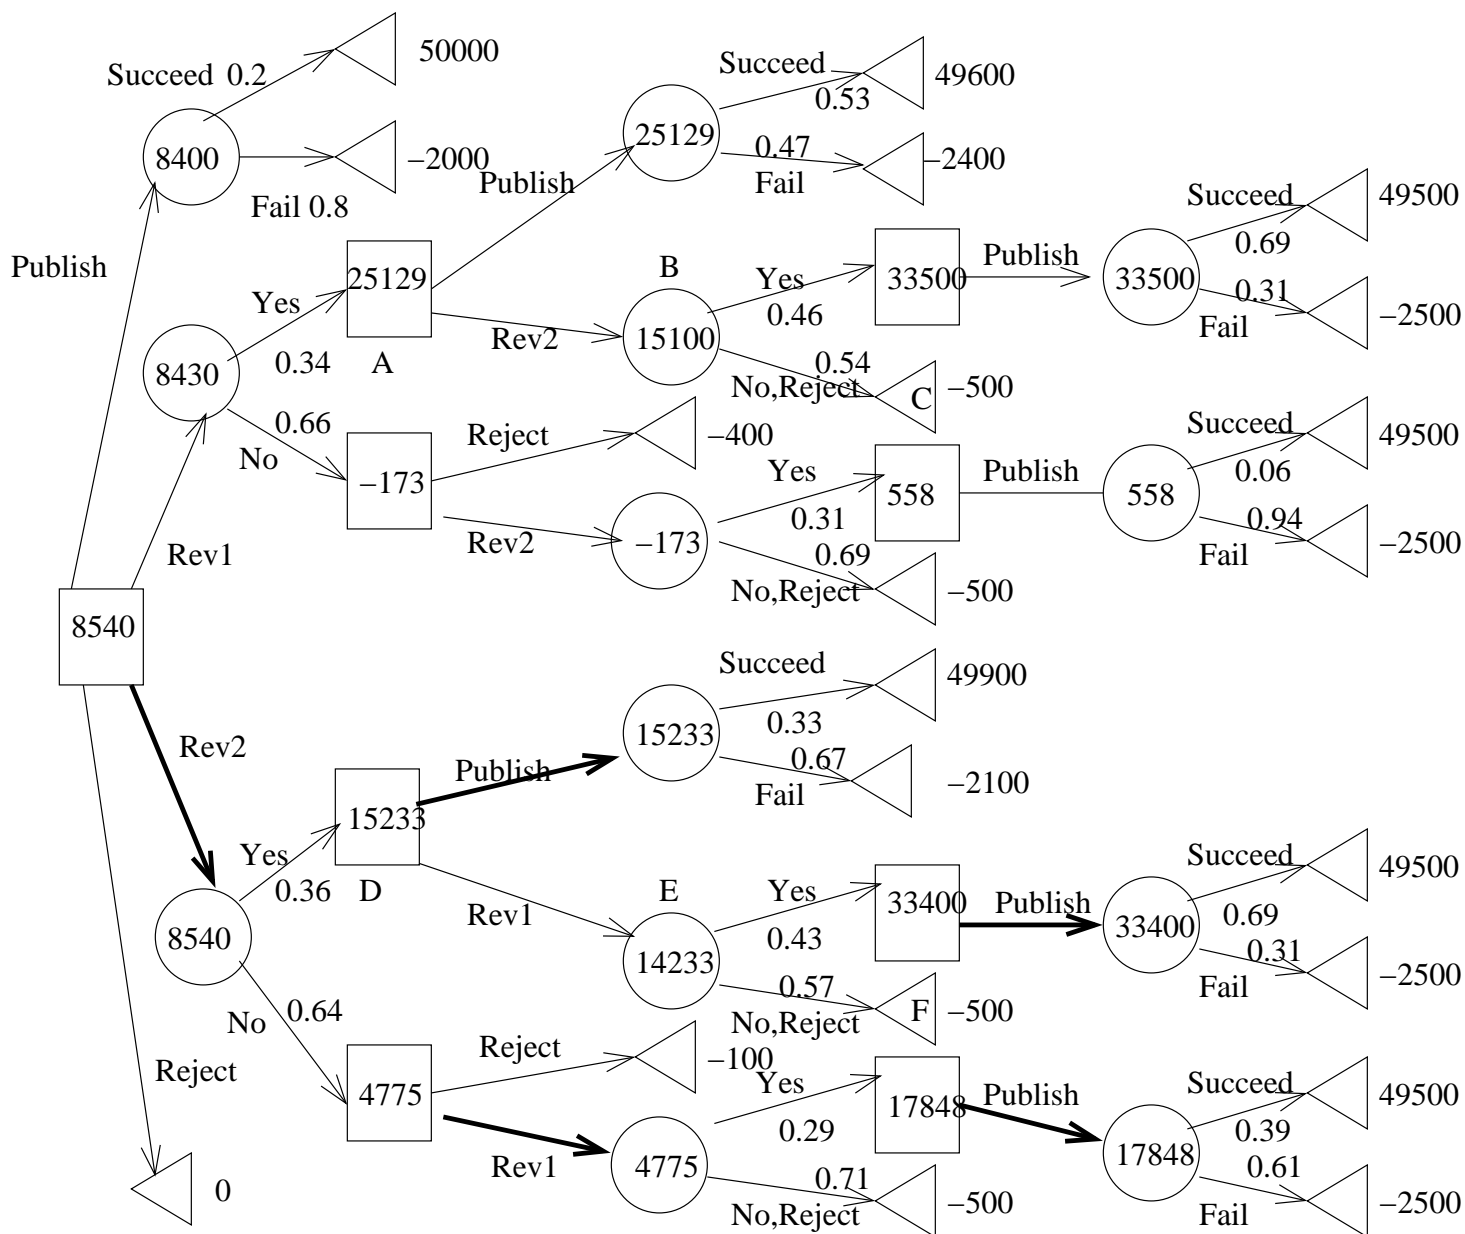 Succeed 0.2
50000
8400
–2000
Fail 0.8
Publish
Succeed
49600
0.53
25129
0.47
–2400
Fail
Publish
Yes
25129
0.34
A
8430
0.66
No
B
Rev2
15100
Yes
0.46
33500
Publish
33500
Succeed
49500
0.69
0.31
–2500
Fail
0.54
No,Reject
C
–500
Reject
–400
–173
Rev2
–173
Yes
0.31
558
Publish
558
Succeed
49500
0.06
0.94
–2500
Fail
0.69
No,Reject
–500
Rev1
8540
Rev2
Succeed
49900
0.33
15233
0.67
–2100
Fail
Publish
15233
Yes
0.36
D
8540
Rev1
E
14233
Yes
0.43
33400
Publish
33400
Succeed
49500
0.69
0.31
–2500
Fail
0.57
No,Reject
F
–500
No
0.64
Reject
–100
4775
Rev1
4775
Yes
0.29
17848
Publish
17848
Succeed
49500
0.39
0.61
–2500
Fail
0.71
No,Reject
–500
Reject
0